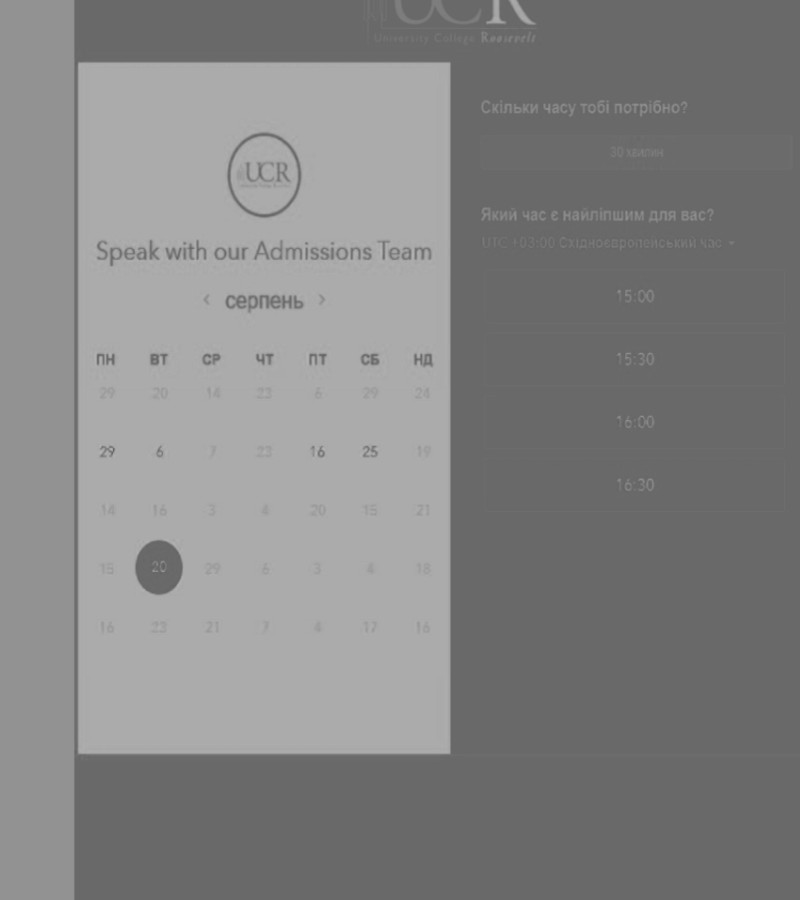 UCR
University College Roosevelt
UCR
Speak with our Admissions Team
< серпень >
ПН ВТ СР ЧТ ПТ СБ НД
29 20 14 23 6 29 24
29 6 7 23 16 25 19
14 16 3 4 20 15 21
15 20 29 6 3 4 18
16 23 21 7 4 17 16
Скільки часу тобі потрібно?
30 хвилин
Який час є найліпшим для вас?
UTC +03:00 Східноєвропейський час
15:00
15:30
16:00
16:30